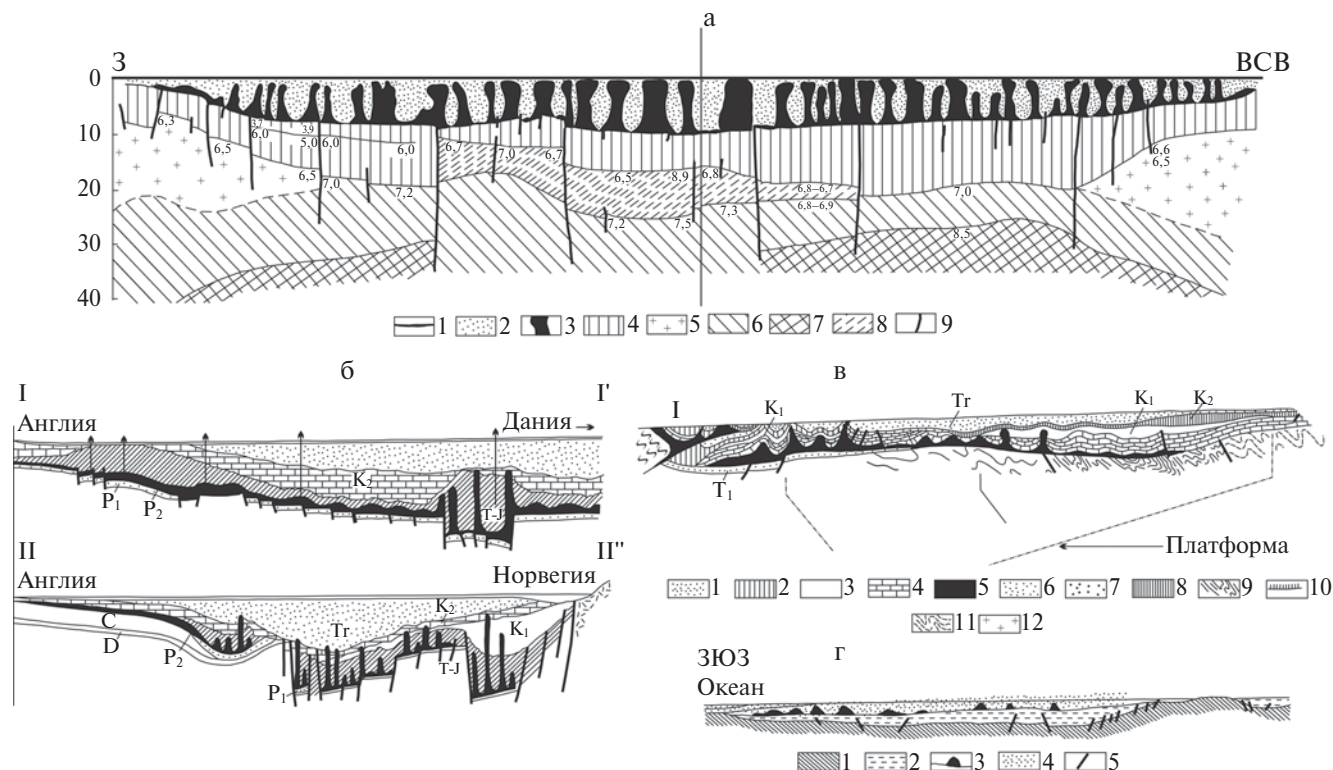 а
З ВСВ
0
10
20
30
40
6,3
6,5
3,7
6,0
3,9
5,0 6,0
6,0
6,5
7,0
7,2
6,7
7,0
6,7
6,5
8,9
6,8
7,2
7,5
7,3
6,8–6,7
6,8–6,9
7,0
8,5
6,6
6,5
1 2 3 4 5 6 7 8 9
б
I I'
Англия Дания
K2
P1
P2
T-J
II II''
Англия Норвегия
C
D
P2
Tr
K2
K1
T-J
P1
в
I
K1
Tr
K1
K2
T1
Платформа
1 2 3 4 5 6 7 8 9 10
11 12
г
ЗЮЗ
Океан
1 2 3 4 5